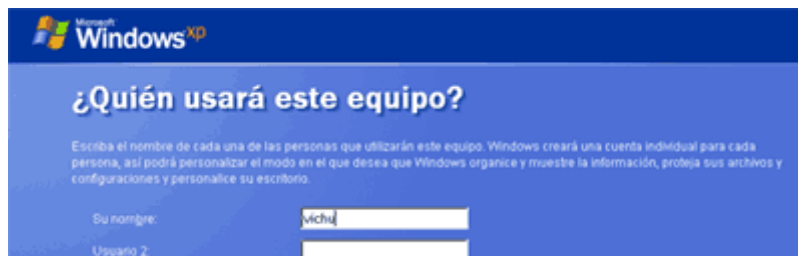 Microsoft
Windows xp
¿Quién usará este equipo?
Escriba el nombre de cada una de las personas que utilizarán este equipo. Windows creará una cuenta individual para cada
persona, así podrá personalizar el modo en el que desea que Windows organice y muestre la información, proteja sus archivos y
configuraciones y personalice su escritorio.
Su nombre: vichu
Usuario 2: